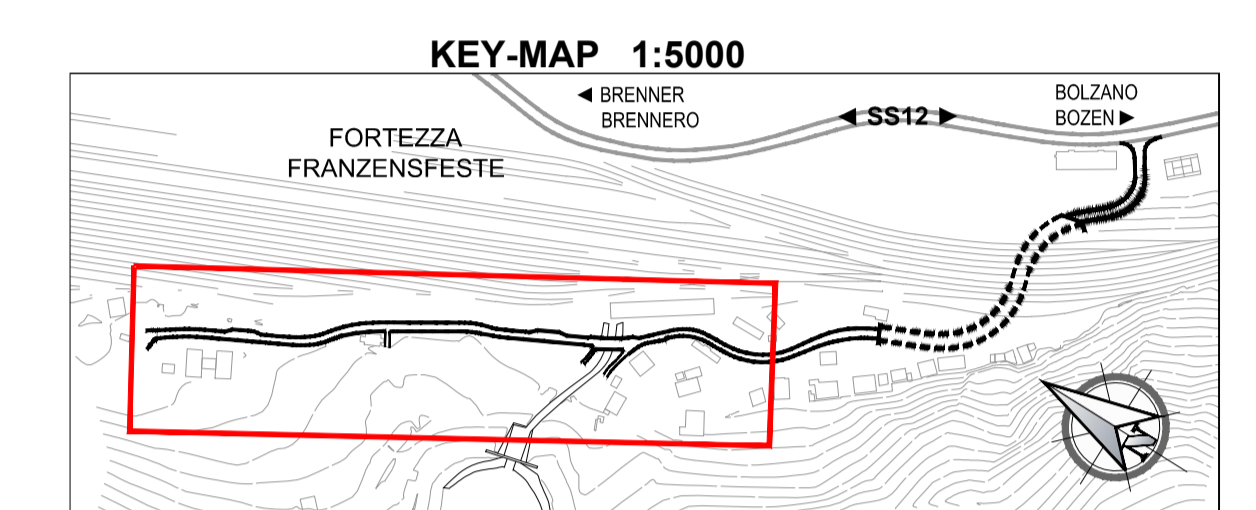 KEY-MAP 1:5000
◄ BRENNER
BRENNERO
◄ SS12 ►
BOLZANO
BOZEN ►
FORTEZZA
FRANZENSFESTE